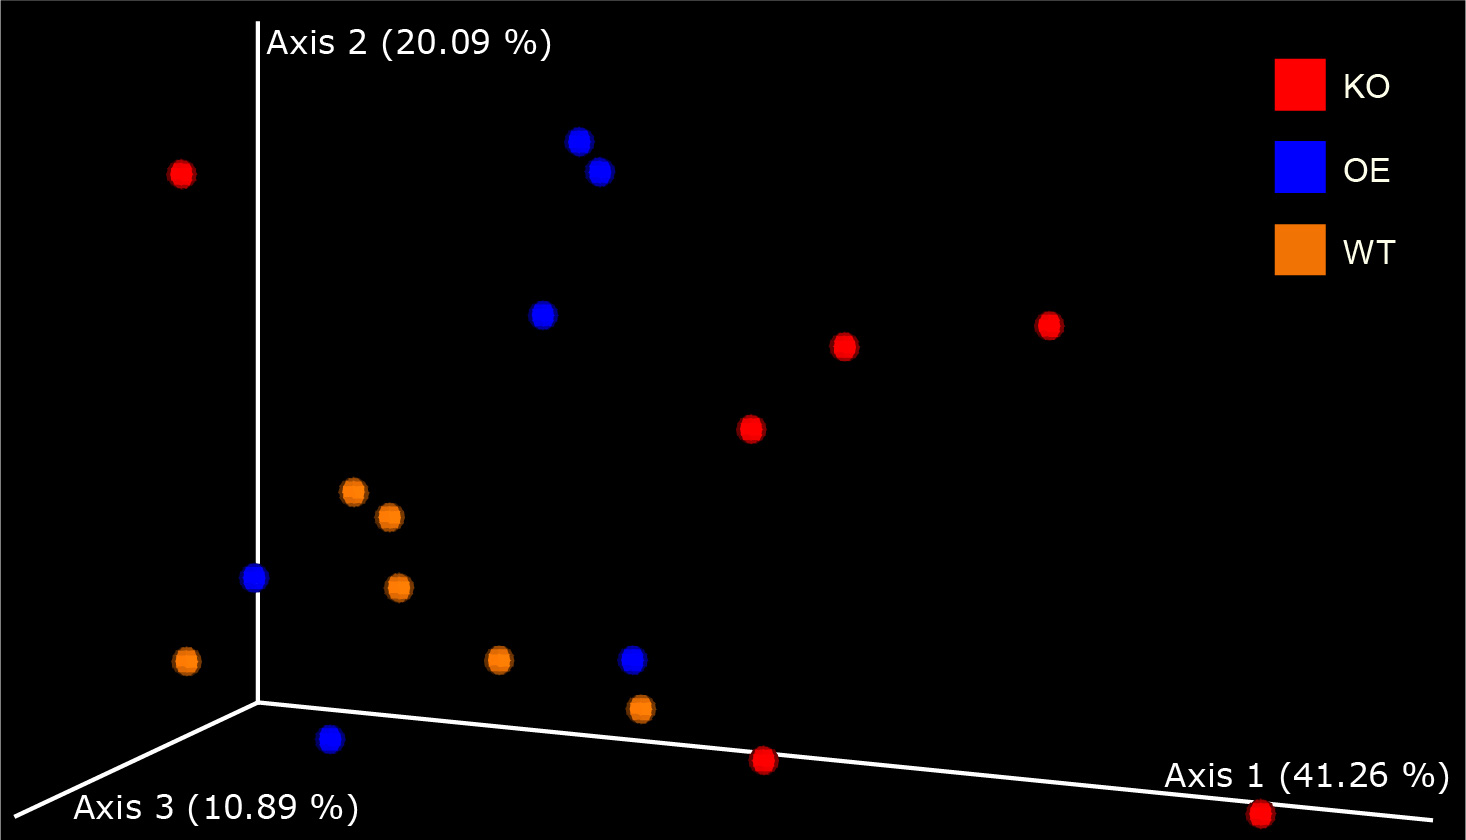 Axis 2 (20.09 %)
KO
OE
WT
Axis 1 (41.26 %)
Axis 3 (10.89 %)